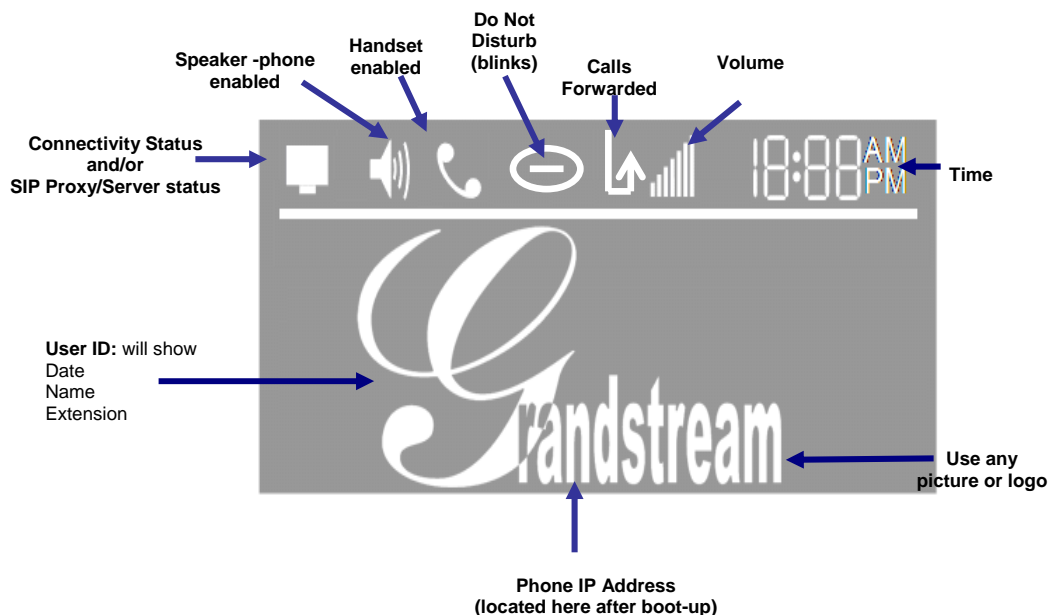 Do Not
Disturb
(blinks)
Handset
enabled
Speaker -phone
enabled
Calls
Forwarded
Volume
Connectivity Status
and/or
SIP Proxy/Server status
18:88 AM
PM
Time
User ID: will show
Date
Name
Extension
Grandstream
Use any
picture or logo
Phone IP Address
(located here after boot-up)